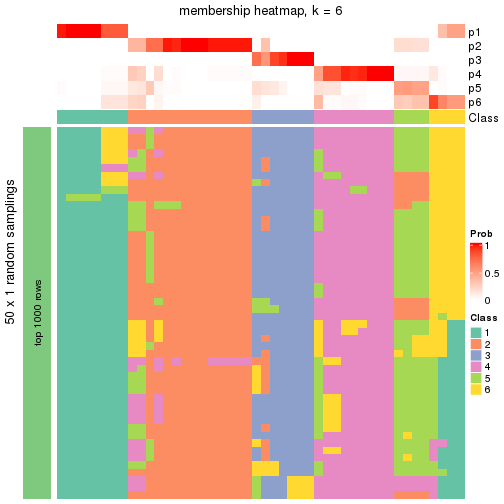 membership heatmap, k = 6
p1
p2
p3
p4
p5
p6
Class
50 x 1 random samplings
top 1000 rows
Prob
1
0.5
0
Class
1
2
3
4
5
6